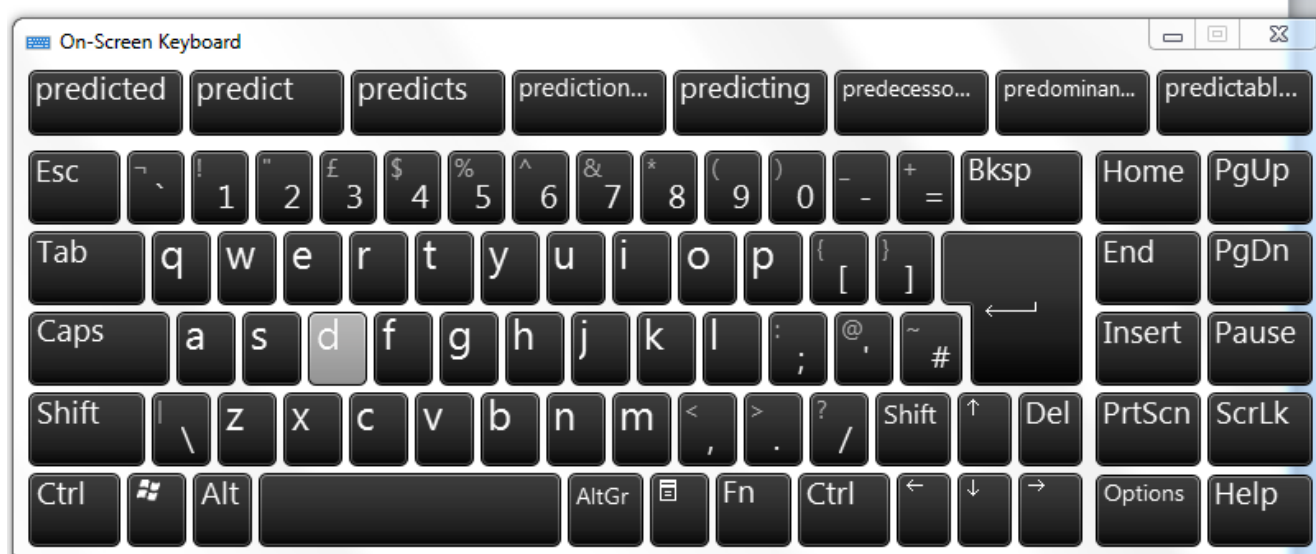 On-Screen Keyboard
predicted predict predicts prediction... predicting predecesso... predominan... predictabl...
Esc ¬ ` ! 1 " 2 £ 3 $ 4 % 5 ^ 6 & 7 * 8 ( 9 ) 0 _ - + = Bksp Home PgUp
Tab q w e r t y u i o p { [ } ] End PgDn
Caps a s d f g h j k l : ; @ ' ~ # Insert Pause
Shift | \ z x c v b n m < , > . ? / Shift ↑ Del PrtScn ScrLk
Ctrl Alt AltGr Fn Ctrl ← ↓ → Options Help